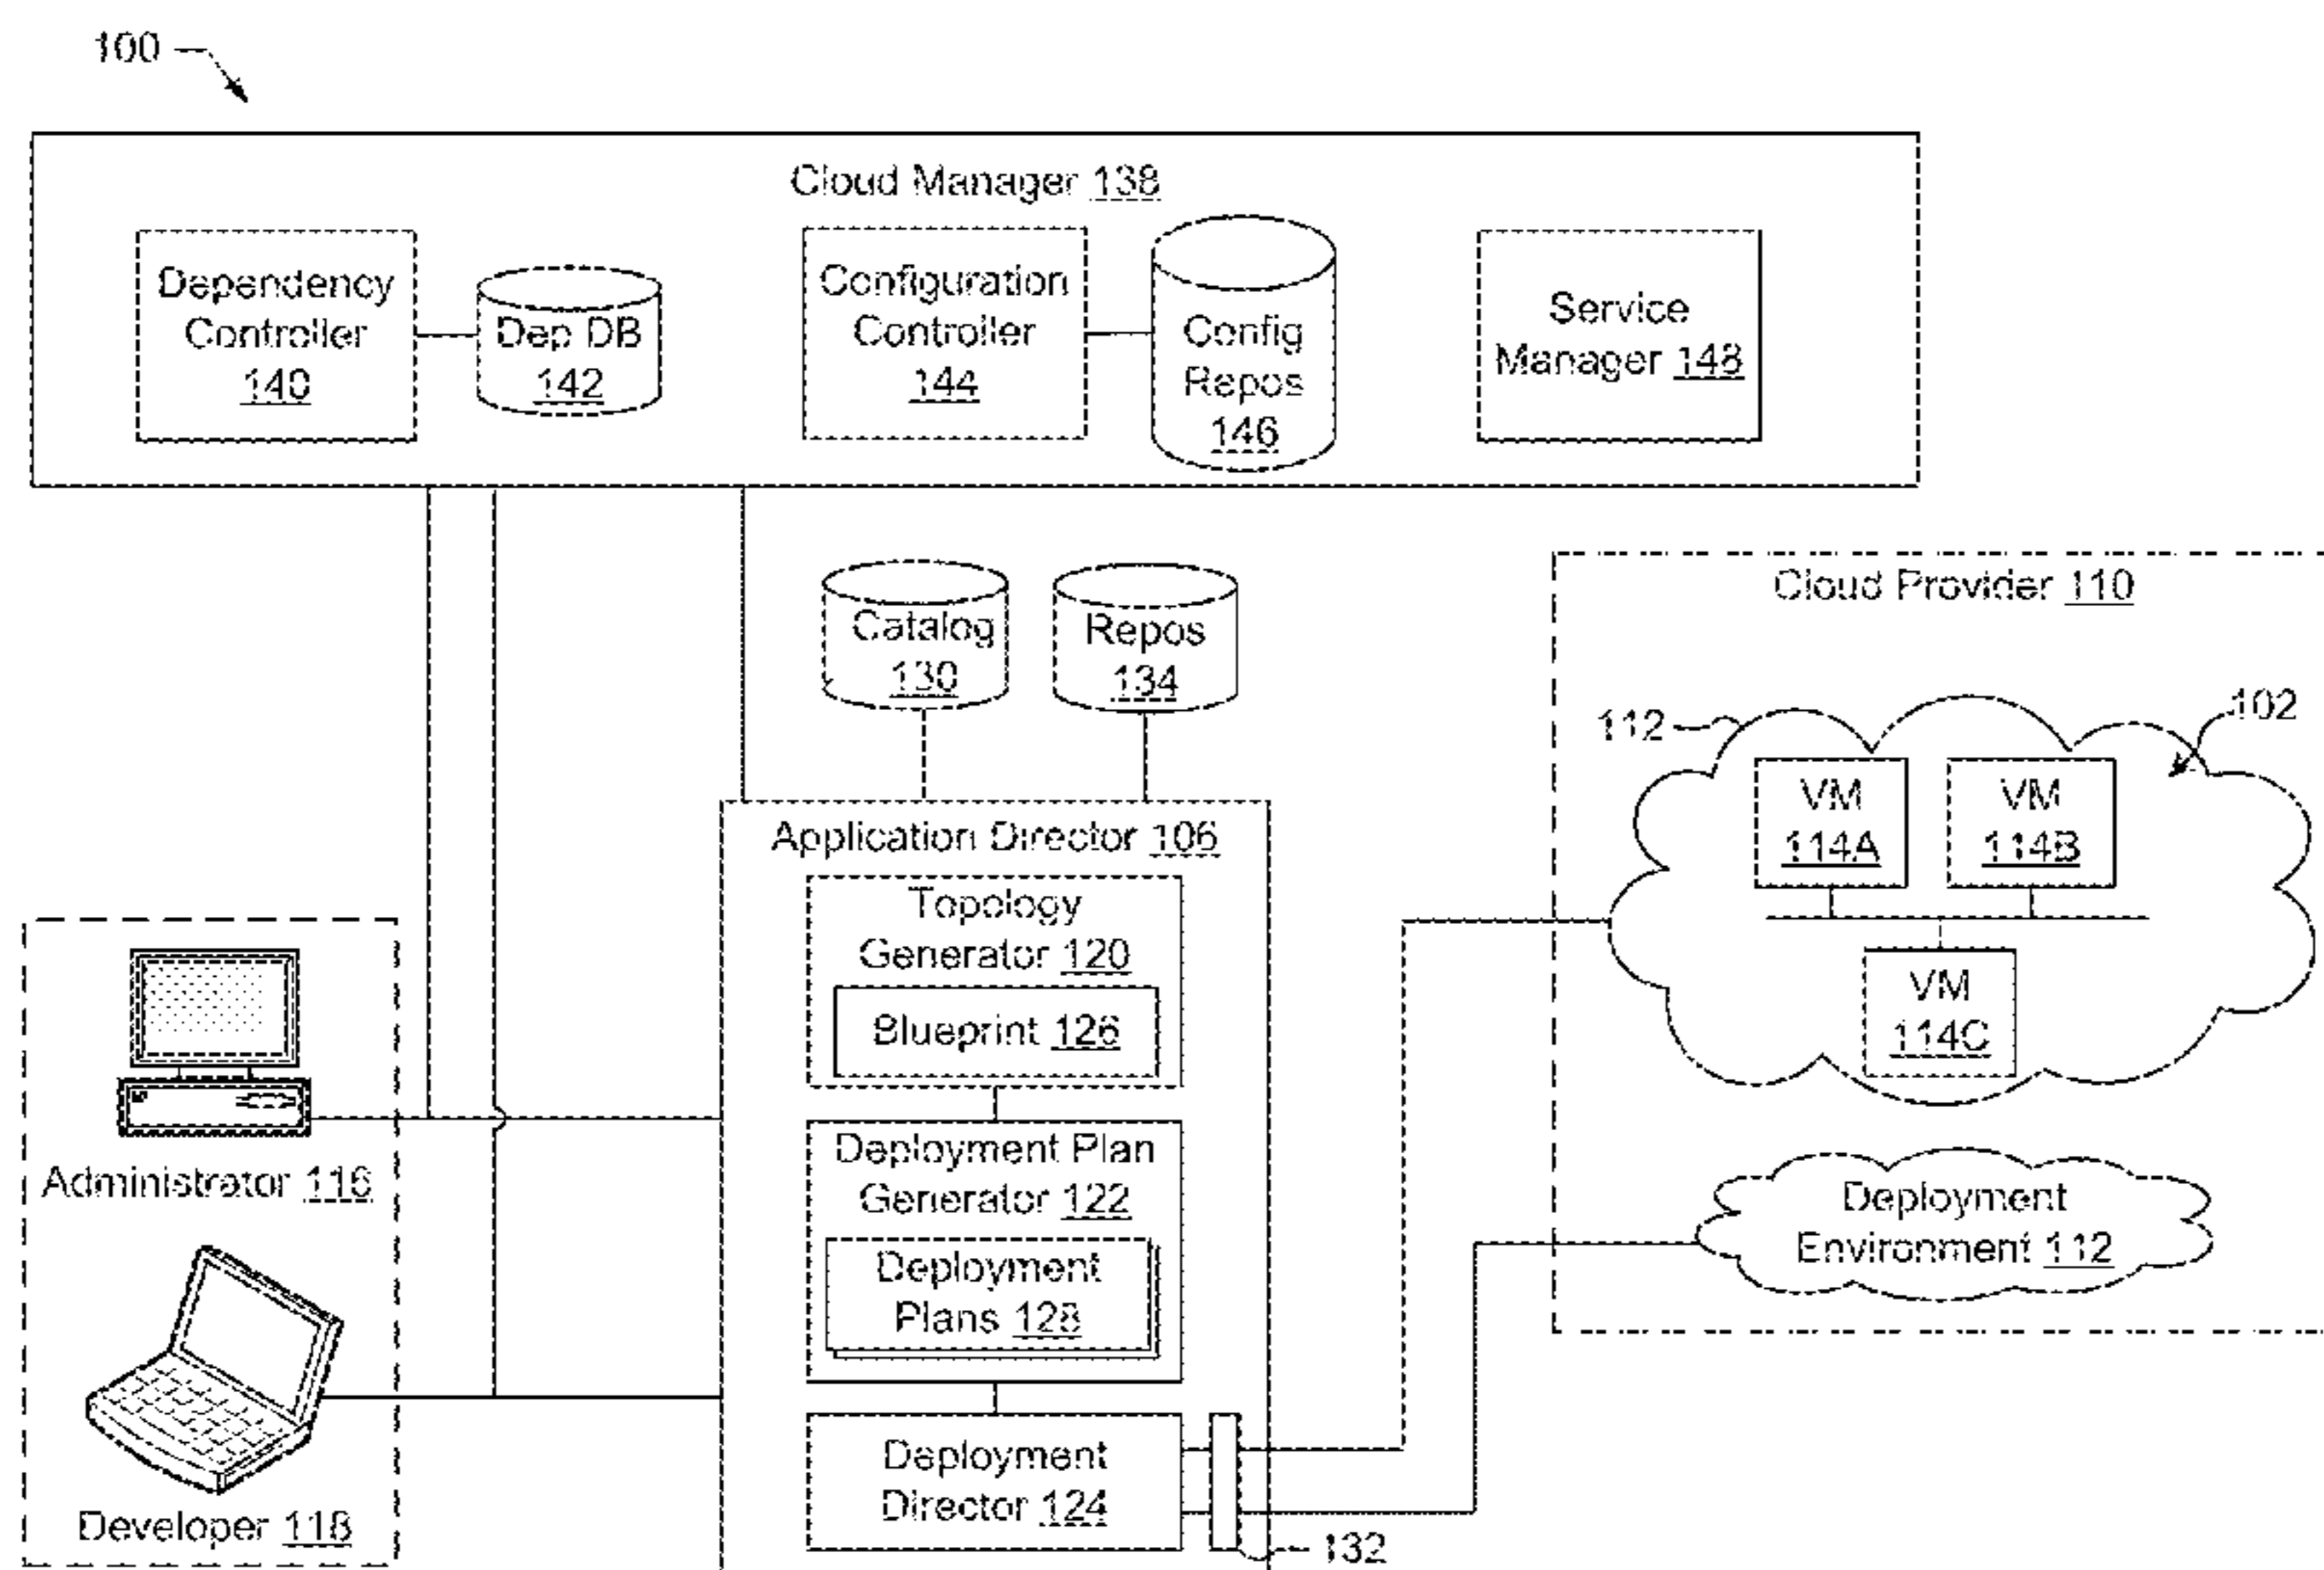 100
Cloud Manager 138
Dependency
Controller
140
Dep DB
142
Configuration
Controller
144
Config
Repos
146
Service
Manager 148
Catalog
130
Repos
134
Cloud Provider 110
112
102
VM
114A
VM
114B
VM
114C
Application Director 106
Topology
Generator 120
Blueprint 126
Administrator 116
Deployment Plan
Generator 122
Deployment
Plans 128
Deployment
Environment 112
Developer 118
Deployment
Director 124
132